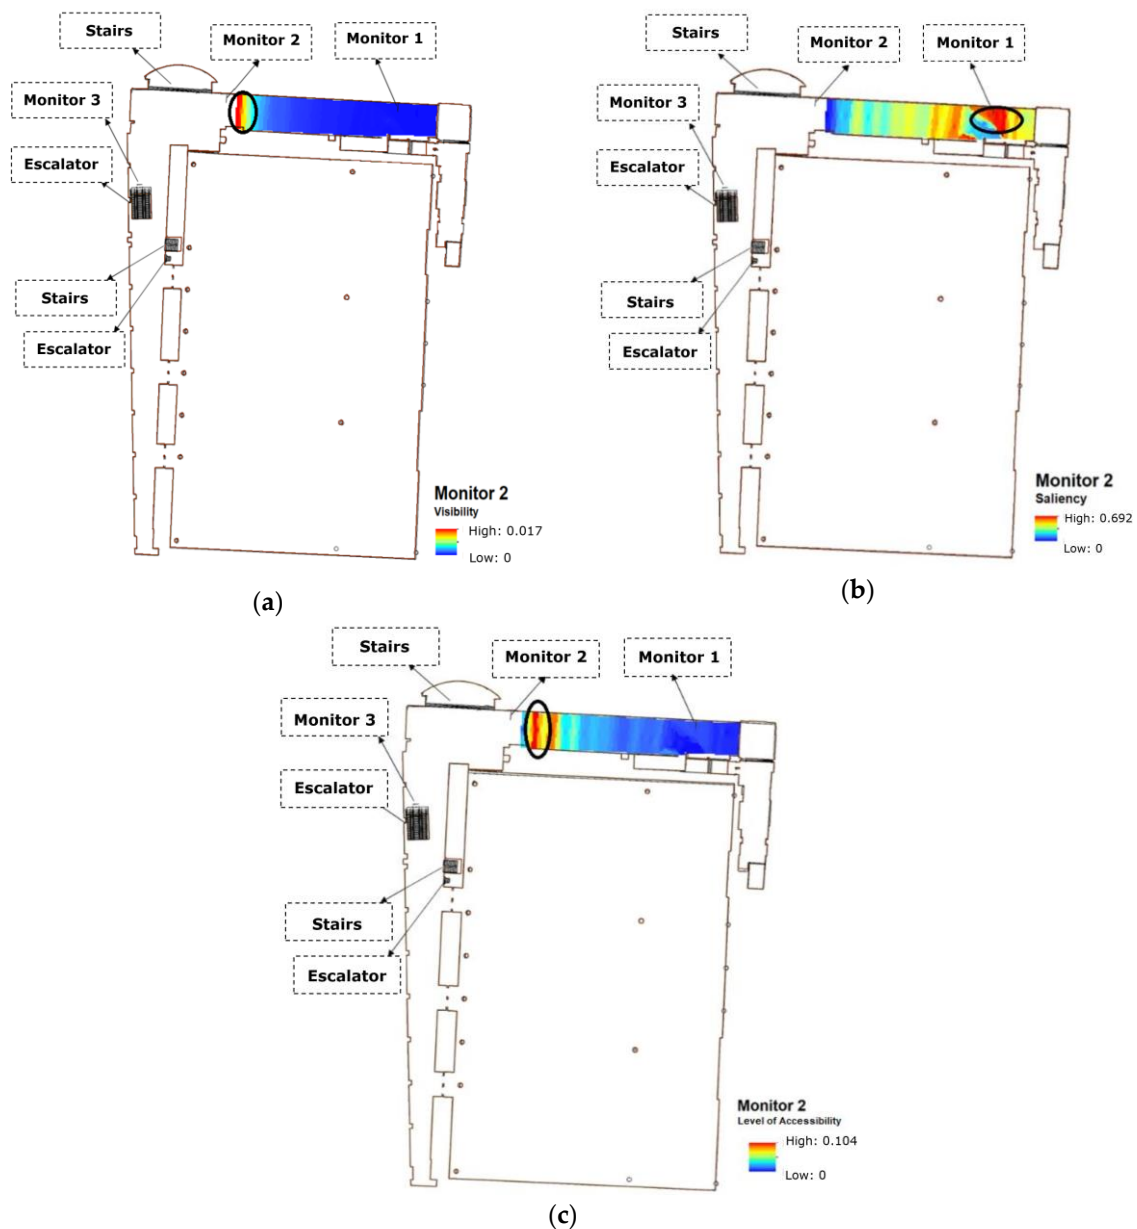 Stairs
Monitor 2
Monitor 1
Monitor 3
Escalator
Stairs
Escalator
Monitor 2
Visibility
High: 0.017
Low: 0
(a)
Stairs
Monitor 2
Monitor 1
Monitor 3
Escalator
Stairs
Escalator
Monitor 2
Saliency
High: 0.692
Low: 0
(b)
Stairs
Monitor 2
Monitor 1
Monitor 3
Escalator
Stairs
Escalator
Monitor 2
Level of Accessibility
High: 0.104
Low: 0
(c)